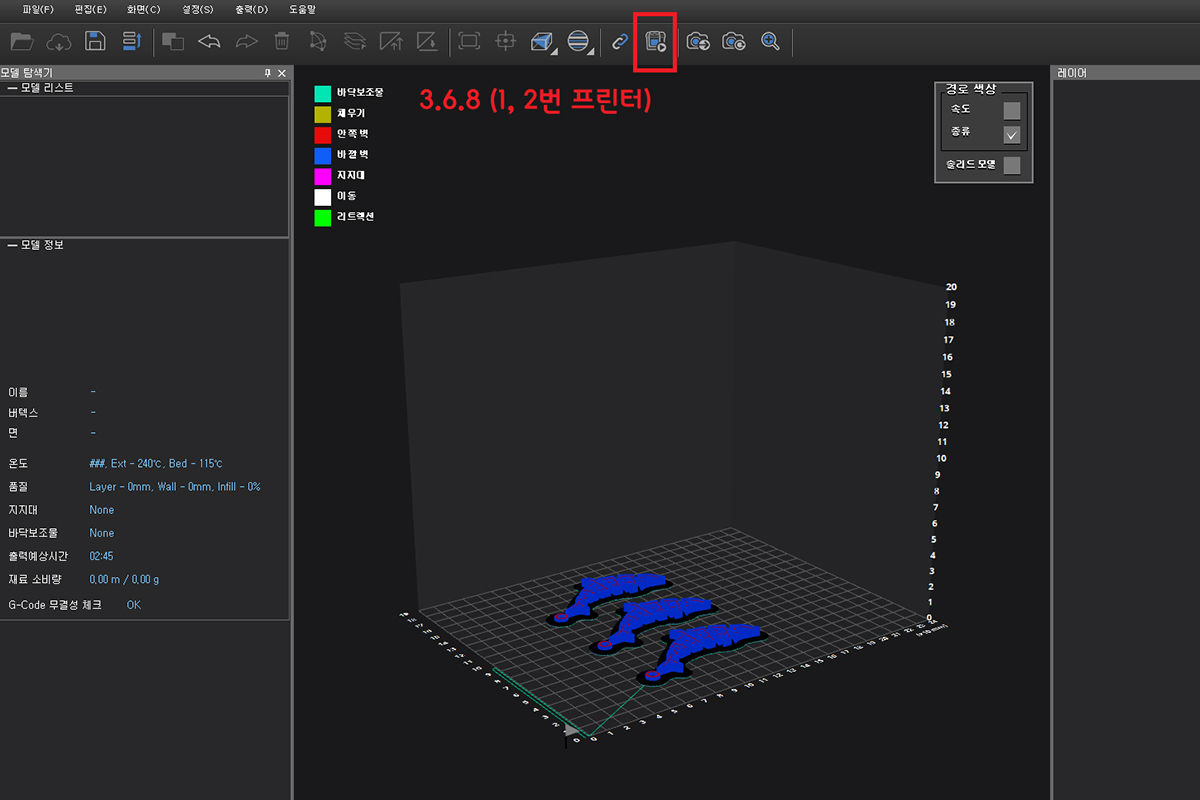 파일(F) 편집(E) 화면(C) 설정(S) 출력(D) 도움말
모델 탐색기
모델 리스트
모델 정보
이름 -
버텍스 -
면 -
온도 ###, Ext - 240℃, Bed - 115℃
품질 Layer - 0mm, Wall - 0mm, Infill - 0%
지지대 None
바닥보조물 None
출력예상시간 02:45
재료 소비량 0,00 m / 0,00 g
G-Code 무결성 체크 OK
바닥보조물
채우기
안쪽 벽
바깥 벽
지지대
이동
리트랙션
3.6.8 (1, 2번 프린터)
경로 색상
속도
종류
솔리드 모델
레이어
20
19
18
17
16
15
14
13
12
11
10
9
8
7
6
5
4
3
2
1
0